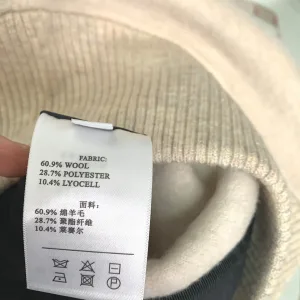 FABRIC:
60.9% WOOL
28.7% POLYESTER
10.4% LYOCELL
面料:
60.9% 绵羊毛
28.7% 聚酯纤维
10.4% 莱赛尔